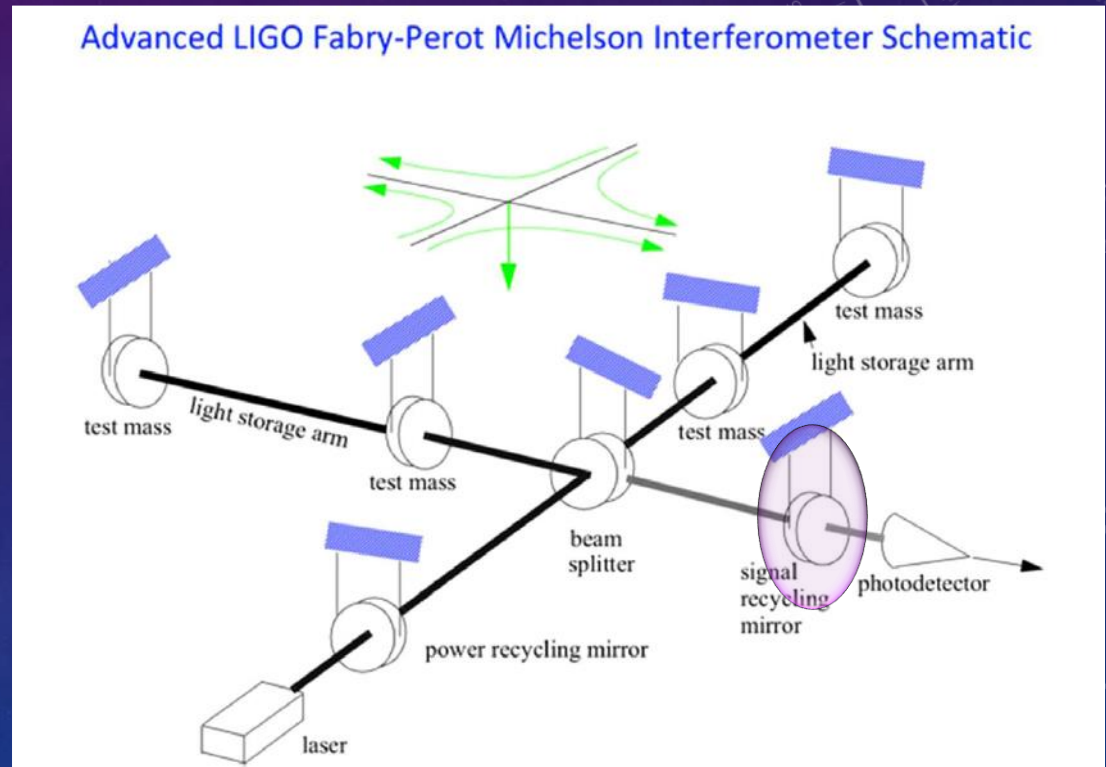 Advanced LIGO Fabry-Perot Michelson Interferometer Schematic
test mass
light storage arm
test mass
light storage arm
test mass
test mass
beam
splitter
signal
recycling
mirror
photodetector
power recycling mirror
laser